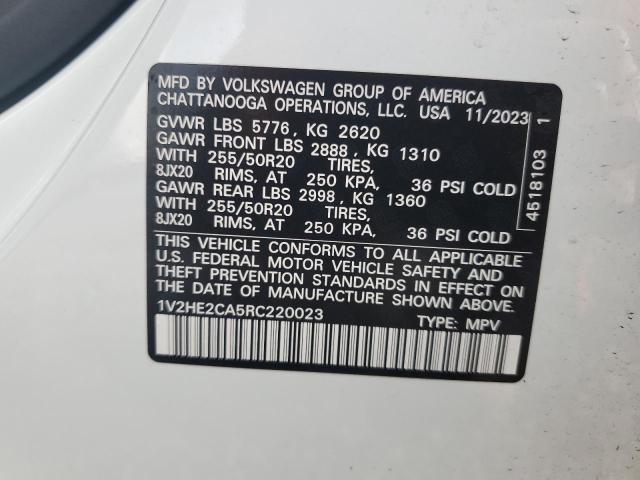 MFD BY VOLKSWAGEN GROUP OF AMERICA
CHATTANOOGA OPERATIONS, LLC. USA 11/2023
GVWR LBS 5776, KG 2620
GAWR FRONT LBS 2888, KG 1310
WITH 255/50R20 TIRES,
8JX20 RIMS, AT 250 KPA, 36 PSI COLD
GAWR REAR LBS 2998, KG 1360
WITH 255/50R20 TIRES,
8JX20 RIMS, AT 250 KPA, 36 PSI COLD
THIS VEHICLE CONFORMS TO ALL APPLICABLE
U.S. FEDERAL MOTOR VEHICLE SAFETY AND
THEFT PREVENTION STANDARDS IN EFFECT ON
THE DATE OF MANUFACTURE SHOWN ABOVE.
1V2HE2CA5RC220023 TYPE: MPV
4518103 1